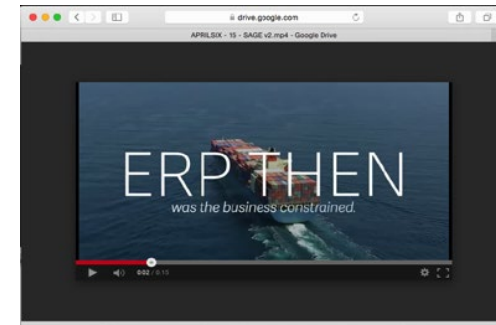 drive.google.com
APRILSIX - 15 - SAGE v2.mp4 - Google Drive
ERP THEN
was the business constrained.
0:02 / 0:15